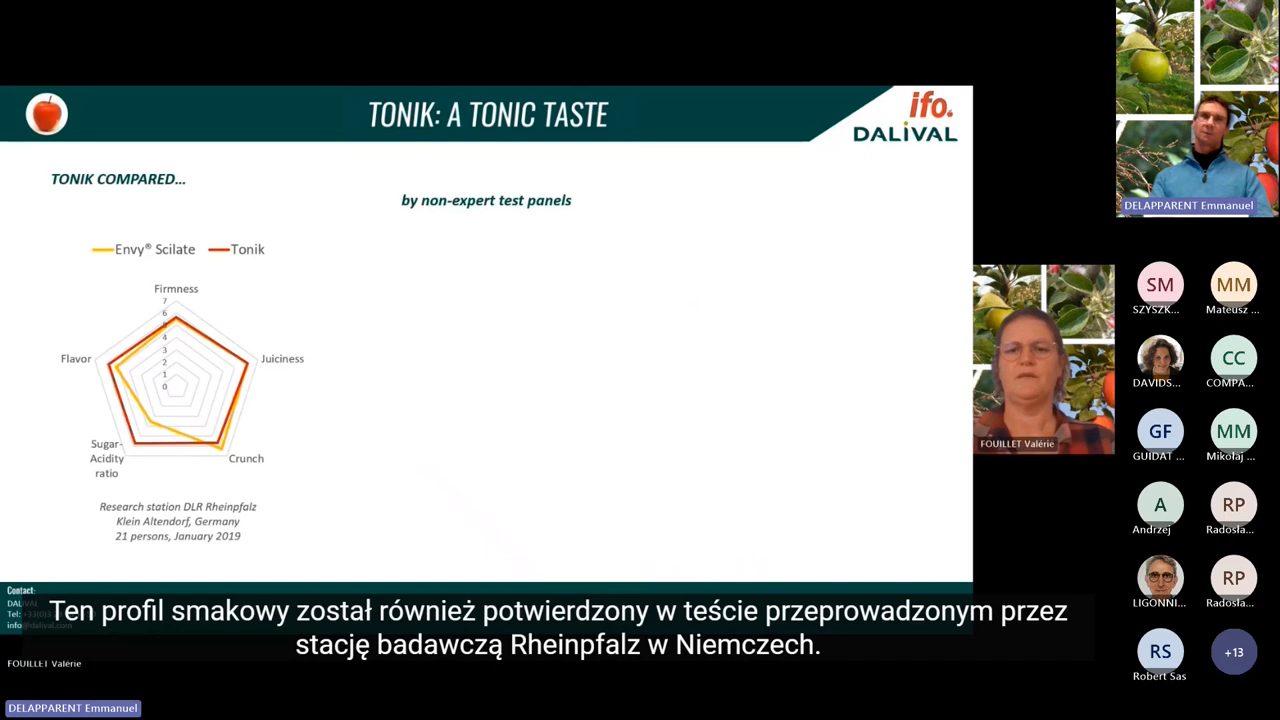 TONIK: A TONIC TASTE
ifo.
DALIVAL
TONIK COMPARED...
by non-expert test panels
Envy® Scilate
Tonik
Firmness
7
6
5
4
3
2
1
0
Flavor
Juiciness
Sugar-
Acidity
ratio
Crunch
Research station DLR Rheinpfalz
Klein Altendorf, Germany
21 persons, January 2019
Contact:
Ten profil smakowy został również potwierdzony w teście przeprowadzonym przez
stację badawczą Rheinpfalz w Niemczech.
FOUILLET Valérie
DELAPPARENT Emmanuel
DELAPPARENT Emmanuel
FOUILLET Valérie
SM
MM
SZYSZK...
Mateusz ...
CC
DAVIDS...
COMPA...
GF
MM
GUIDAT ...
Mikołaj ...
A
RP
Andrzej
Radosła...
RP
LIGONNI...
Radosła...
RS
+13
Robert Sas